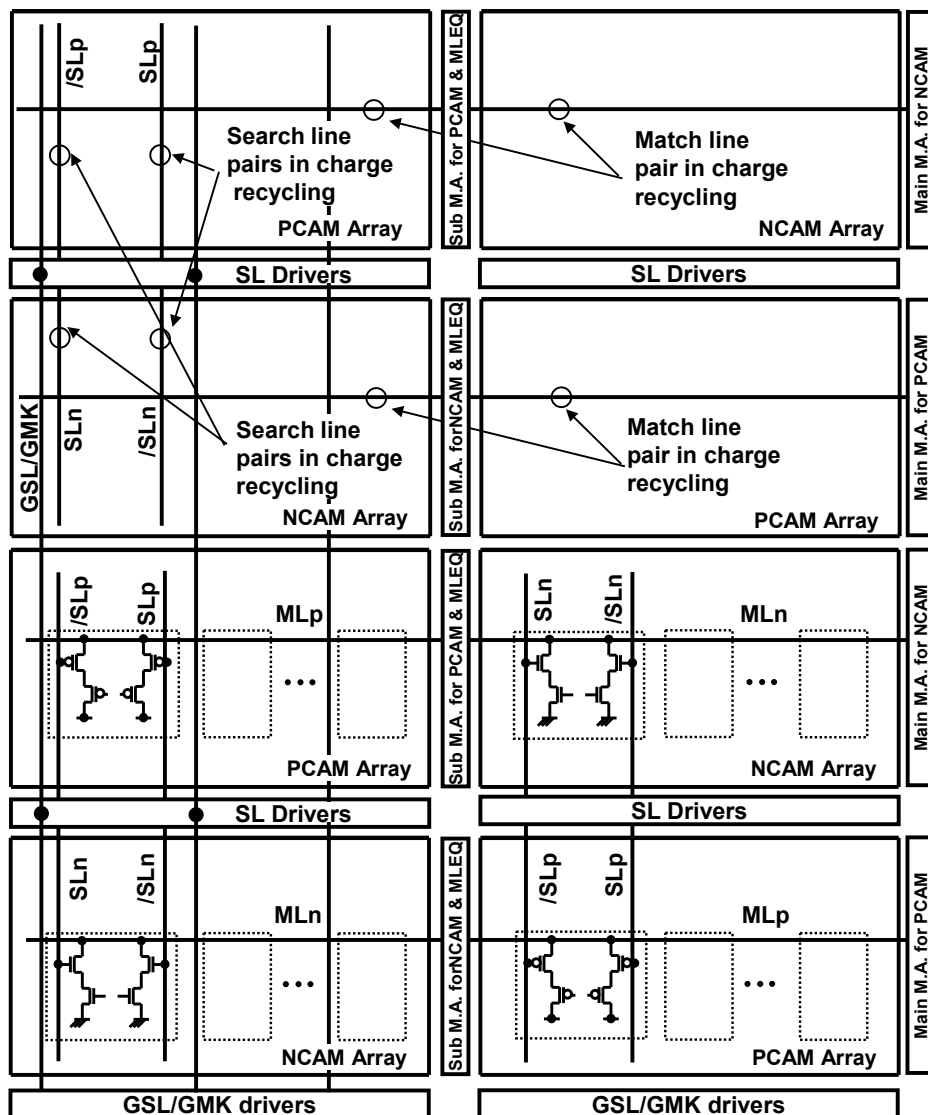 /SLp
SLp
Search line
pairs in charge
recycling
PCAM Array
Sub M.A. for PCAM & MLEQ
Match line
pair in charge
recycling
NCAM Array
Main M.A. for NCAM
SL Drivers
SL Drivers
GSL/GMK
SLn
/SLn
Search line
pairs in charge
recycling
NCAM Array
Sub M.A. forNCAM & MLEQ
Match line
pair in charge
recycling
PCAM Array
Main M.A. for PCAM
/SLp
SLp
MLp
PCAM Array
Sub M.A. for PCAM & MLEQ
SLn
/SLn
MLn
NCAM Array
Main M.A. for NCAM
SL Drivers
SL Drivers
SLn
/SLn
MLn
NCAM Array
Sub M.A. forNCAM & MLEQ
/SLp
SLp
MLp
PCAM Array
Main M.A. for PCAM
GSL/GMK drivers
GSL/GMK drivers